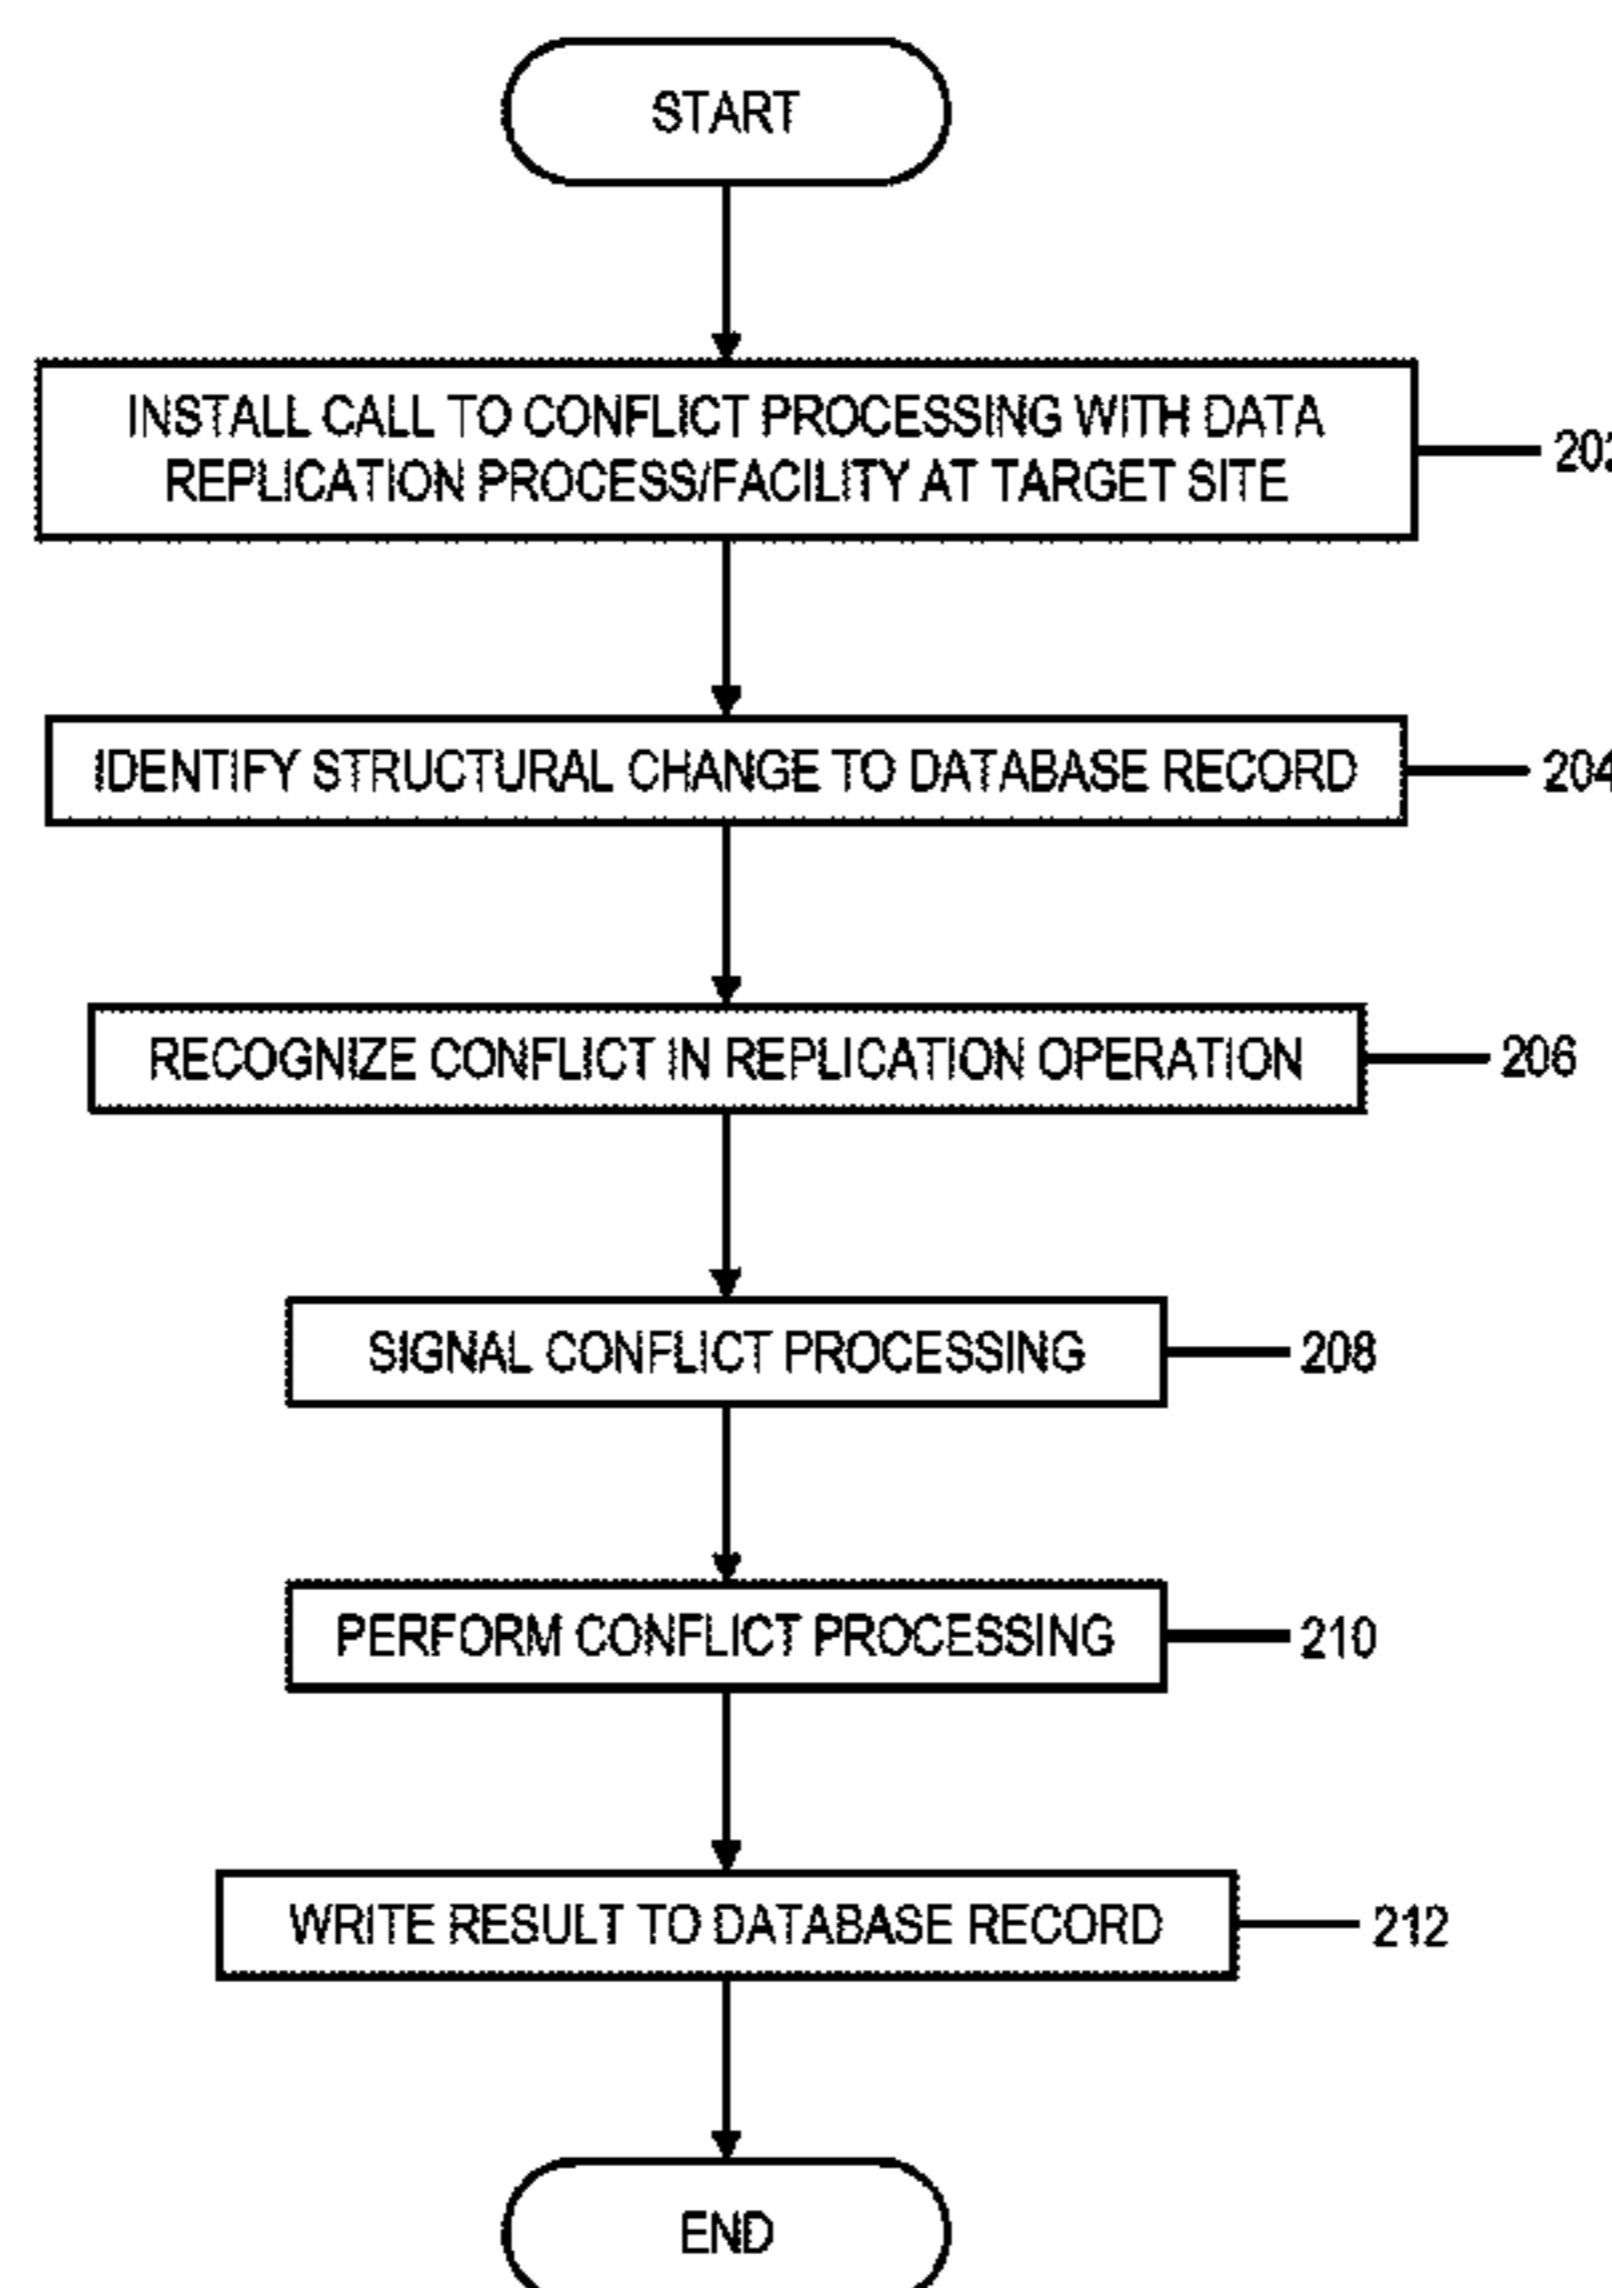 START
INSTALL CALL TO CONFLICT PROCESSING WITH DATA
REPLICATION PROCESS/FACILITY AT TARGET SITE
202
IDENTIFY STRUCTURAL CHANGE TO DATABASE RECORD
204
RECOGNIZE CONFLICT IN REPLICATION OPERATION
206
SIGNAL CONFLICT PROCESSING
208
PERFORM CONFLICT PROCESSING
210
WRITE RESULT TO DATABASE RECORD
212
END